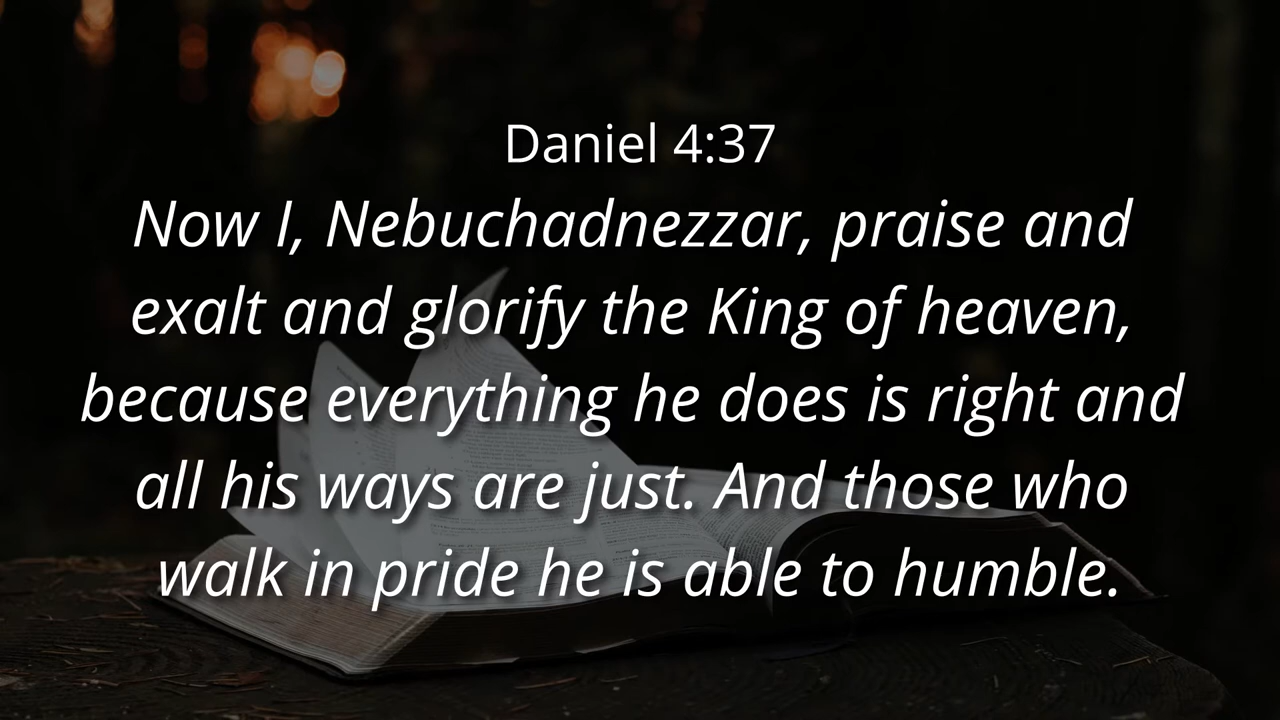 Daniel 4:37
Now I, Nebuchadnezzar, praise and
exalt and glorify the King of heaven,
because everything he does is right and
all his ways are just. And those who
walk in pride he is able to humble.